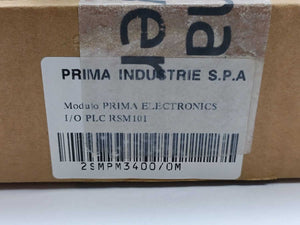 PRIMA INDUSTRIE S.P.A
Modulo PRIMA ELECTRONICS
I/O PLC RSM101
2SMPM3400/0M